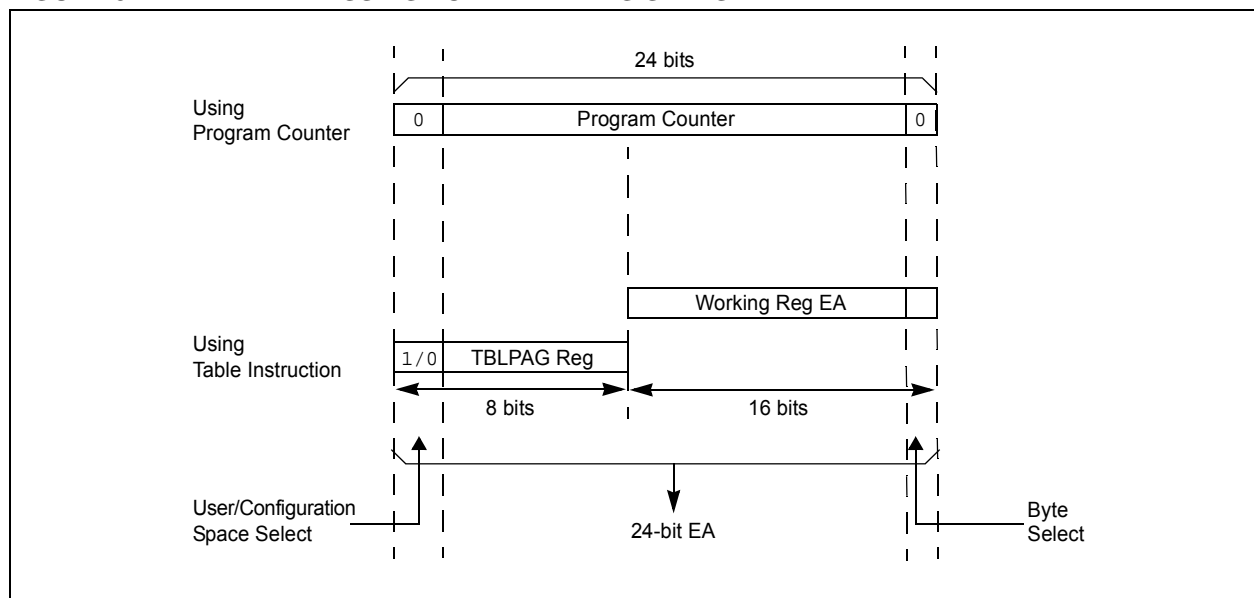 24 bits
Using
Program Counter
0
Program Counter
0
Working Reg EA
Using
Table Instruction
1/0
TBLPAG Reg
8 bits
16 bits
User/Configuration
Space Select
24-bit EA
Byte
Select